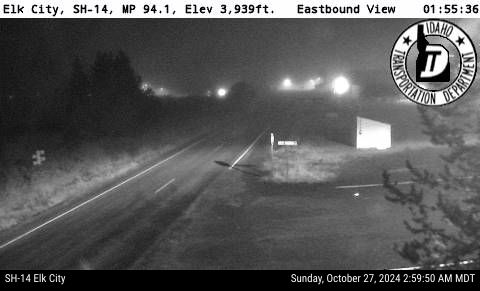 Elk City, SH-14, MP 94.1, Elev 3,939ft. Eastbound View 01:55:36
IDAHO
TRANSPORTATION DEPARTMENT
SH-14 Elk City Sunday, October 27, 2024 2:59:50 AM MDT